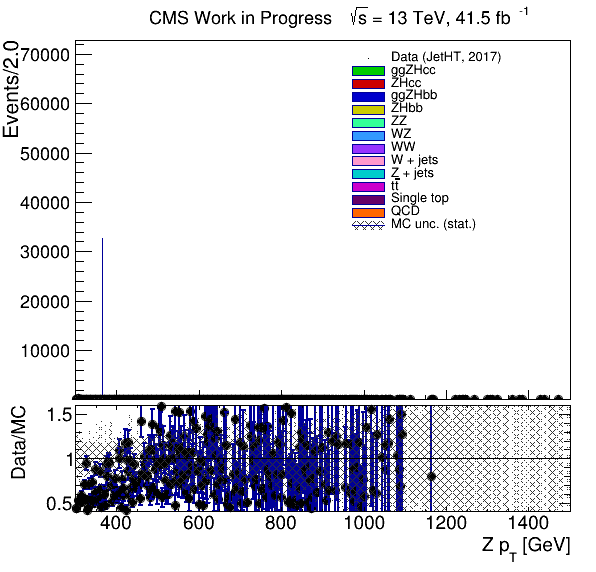 CMS Work in Progress √s = 13 TeV, 41.5 fb⁻¹
Events/2.0
70000
60000
50000
40000
30000
20000
10000
Data (JetHT, 2017)
ggZHcc
ZHcc
ggZHbb
ZHbb
ZZ
WZ
WW
W + jets
Z + jets
tt̅
Single top
QCD
MC unc. (stat.)
Data/MC
1.5
1
0.5
400 600 800 1000 1200 1400
Z p_T [GeV]